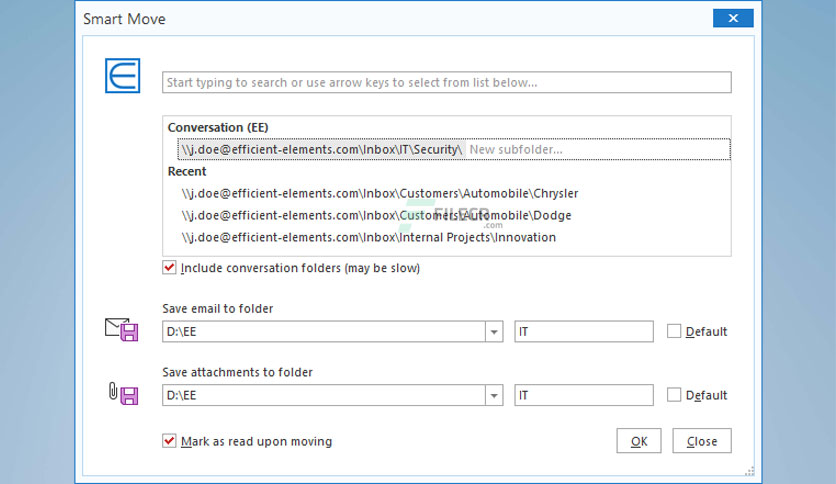 Smart Move
Start typing to search or use arrow keys to select from list below...
Conversation (EE)
\\j.doe@efficient-elements.com\Inbox\IT\Security\ New subfolder...
Recent
\\j.doe@efficient-elements.com\Inbox\Customers\Automobile\Chrysler
\\j.doe@efficient-elements.com\Inbox\Customers\Automobile\Dodge
FILECR
.com
\\j.doe@efficient-elements.com\Inbox\Internal Projects\Innovation
Include conversation folders (may be slow)
Save email to folder
D:\EE IT Default
Save attachments to folder
D:\EE IT Default
Mark as read upon moving OK Close